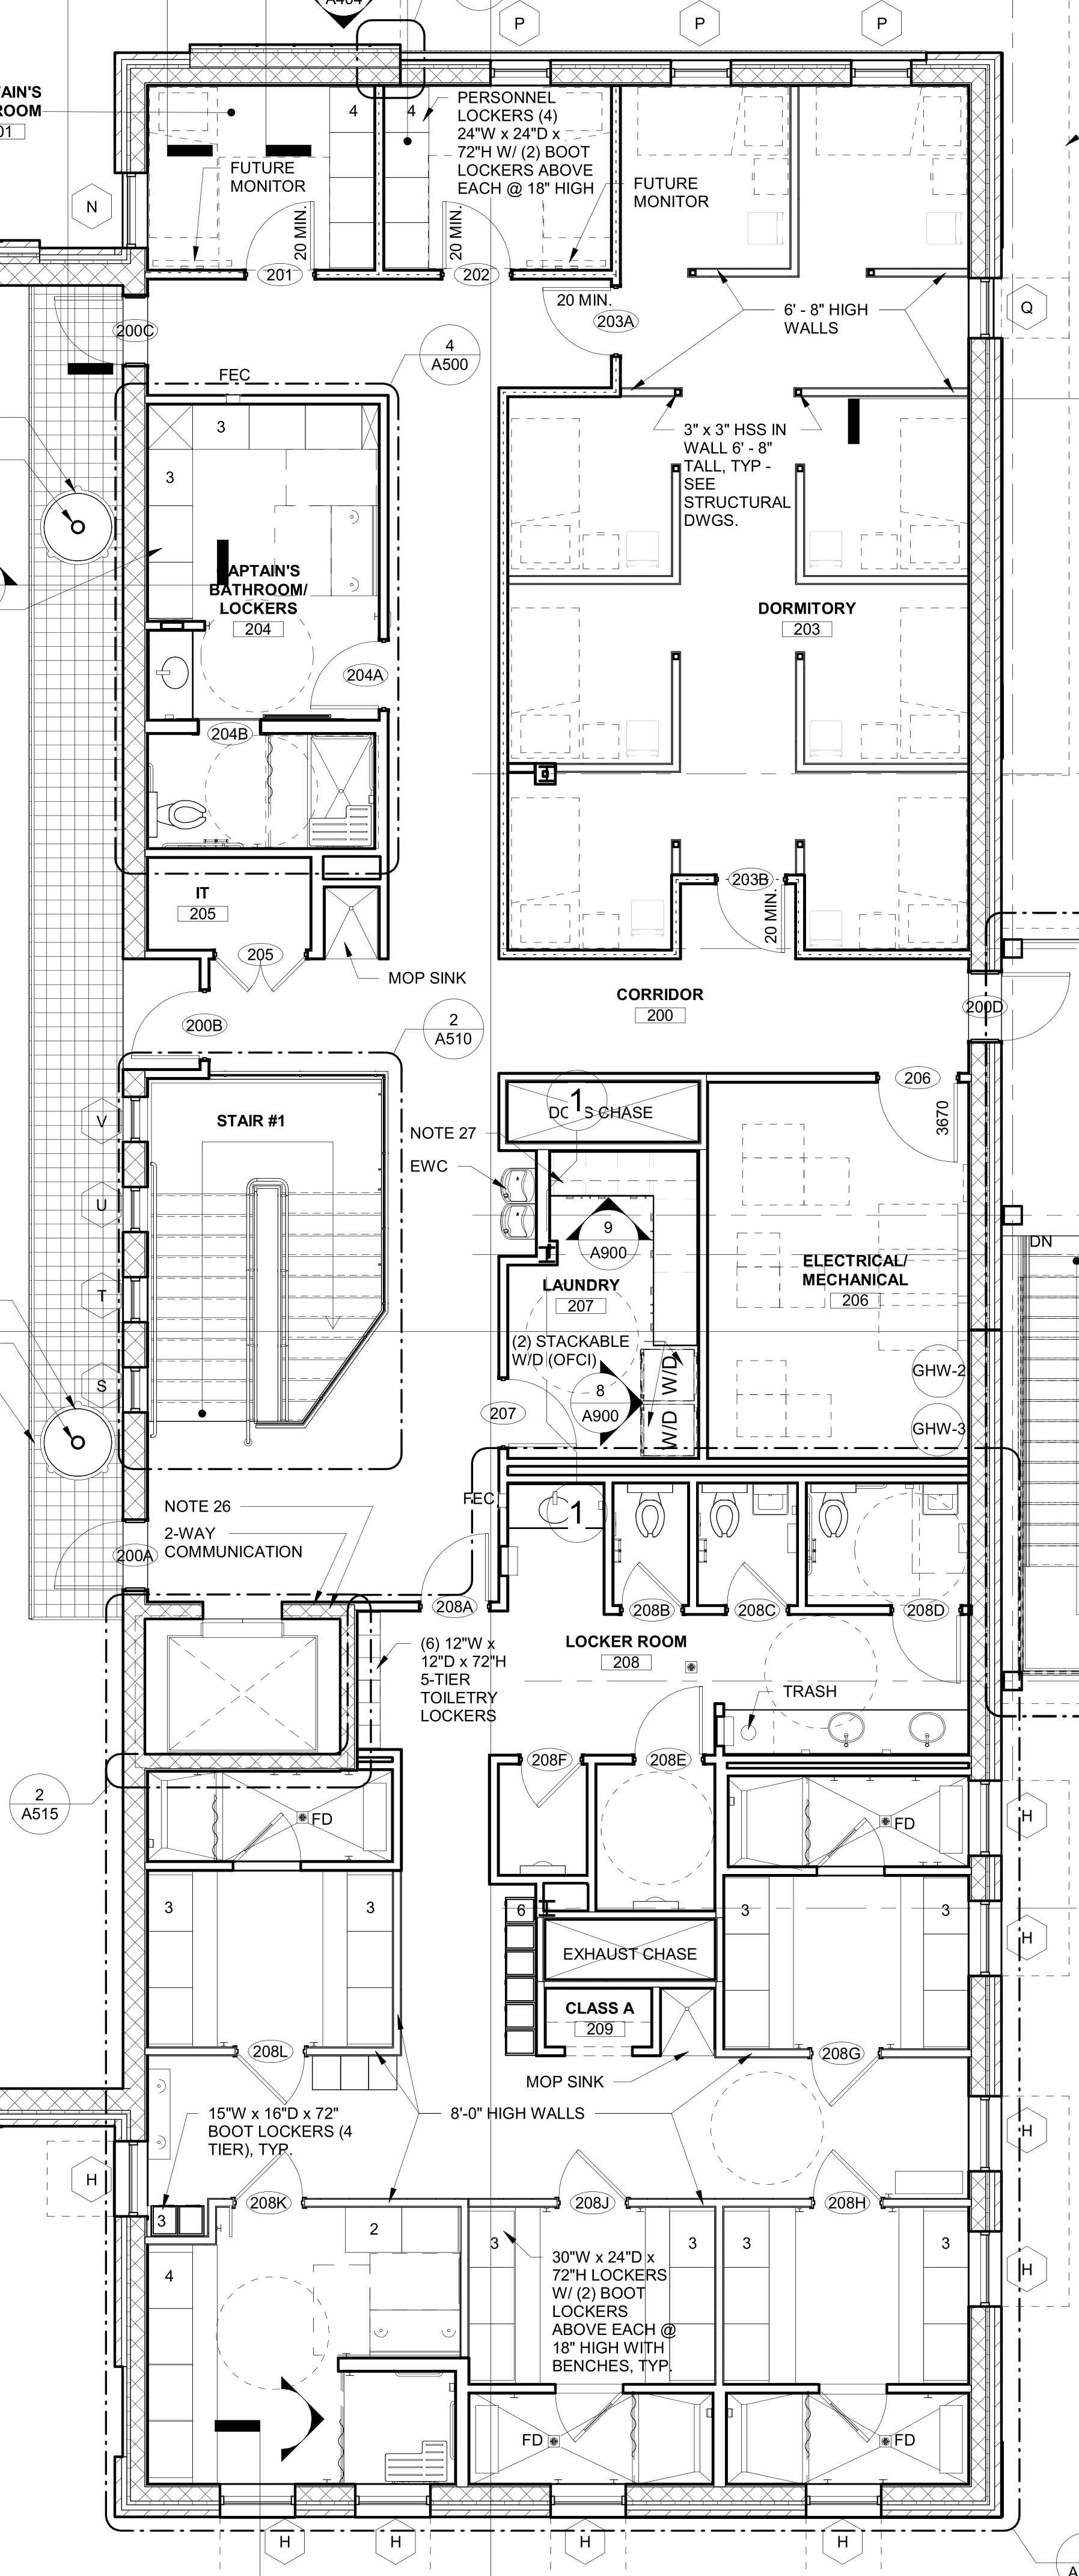 A404
P
P
P
TAIN'S
ROOM
01
4
4
PERSONNEL
LOCKERS (4)
24"W x 24"D x
72"H W/ (2) BOOT
LOCKERS ABOVE
EACH @ 18" HIGH
FUTURE
MONITOR
FUTURE
MONITOR
N
20 MIN.
20 MIN.
201
202
20 MIN.
203A
6' - 8" HIGH
WALLS
Q
200C
4
A500
FEC
3
3
3" x 3" HSS IN
WALL 6' - 8"
TALL, TYP -
SEE
STRUCTURAL
DWGS.
APTAIN'S
BATHROOM/
LOCKERS
204
DORMITORY
203
204A
204B
203B
20 MIN.
IT
205
205
MOP SINK
CORRIDOR
200
200B
200D
2
A510
206
3670
STAIR #1
V
U
T
S
1
CHASE
NOTE 27
EWC
9
A900
LAUNDRY
207
ELECTRICAL/
MECHANICAL
206
DN
(2) STACKABLE
W/D (OFCI)
W/D
W/D
8
A900
GHW-2
GHW-3
207
FEC
1
NOTE 26
2-WAY
COMMUNICATION
200A
208A
208B
208C
208D
LOCKER ROOM
208
(6) 12"W x
12"D x 72"H
5-TIER
TOILETRY
LOCKERS
TRASH
208F
208E
2
A515
FD
FD
H
3
3
6
3
3
H
EXHAUST CHASE
CLASS A
209
208L
208G
MOP SINK
15"W x 16"D x 72"
BOOT LOCKERS (4
TIER), TYP.
8'-0" HIGH WALLS
H
H
208K
208J
208H
3
2
3
3
3
3
4
30"W x 24"D x
72"H LOCKERS
W/ (2) BOOT
LOCKERS
ABOVE EACH @
18" HIGH WITH
BENCHES, TYP.
H
FD
FD
H
H
H
H
A